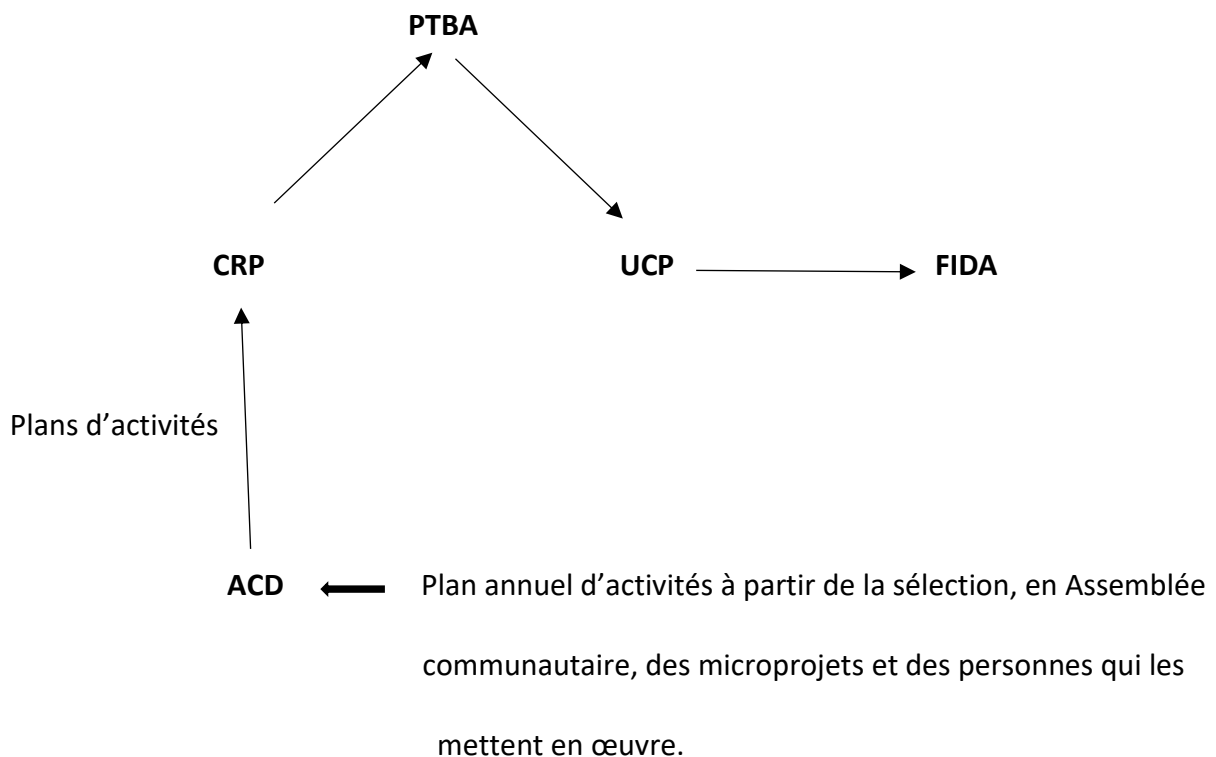 PTBA
CRP
UCP
FIDA
Plans d’activités
ACD
Plan annuel d’activités à partir de la sélection, en Assemblée
communautaire, des microprojets et des personnes qui les
mettent en œuvre.